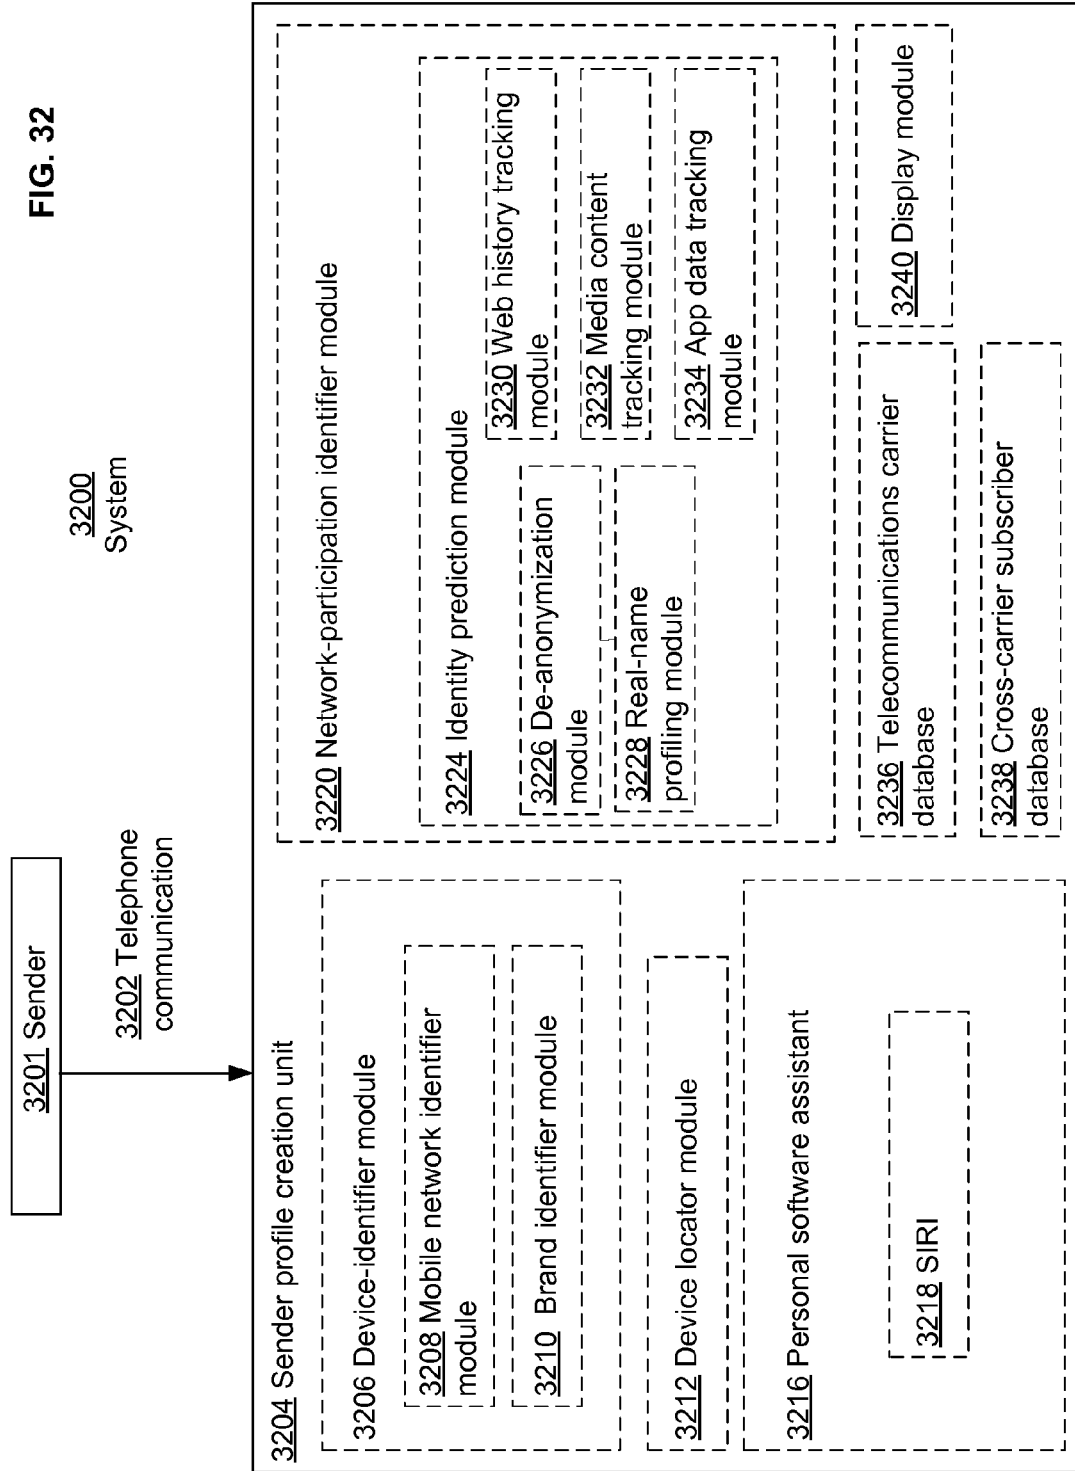 FIG. 32
3200
System
3201 Sender
3202 Telephone
communication
3204 Sender profile creation unit
3206 Device-identifier module
3208 Mobile network identifier
module
3210 Brand identifier module
3212 Device locator module
3216 Personal software assistant
3218 SIRI
3220 Network-participation identifier module
3224 Identity prediction module
3226 De-anonymization
module
3228 Real-name
profiling module
3230 Web history tracking
module
3232 Media content
tracking module
3234 App data tracking
module
3236 Telecommunications carrier
database
3238 Cross-carrier subscriber
database
3240 Display module